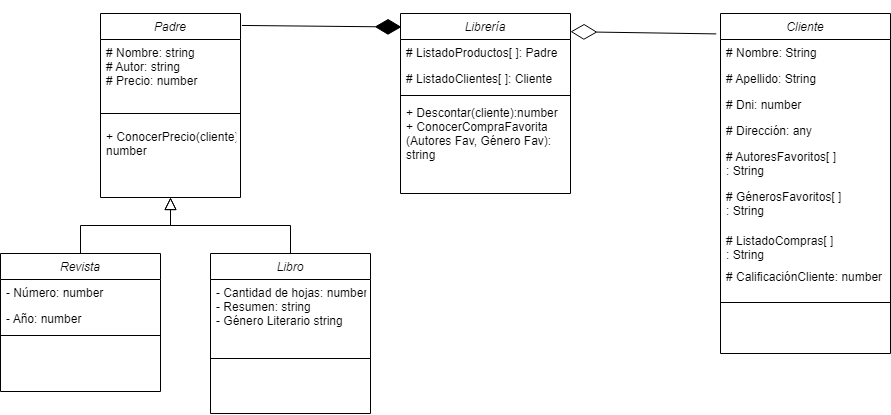 Padre
# Nombre: string
# Autor: string
# Precio: number
+ ConocerPrecio(cliente)
number
Librería
# ListadoProductos[ ]: Padre
# ListadoClientes[ ]: Cliente
+ Descontar(cliente):number
+ ConocerCompraFavorita
(Autores Fav, Género Fav):
string
Cliente
# Nombre: String
# Apellido: String
# Dni: number
# Dirección: any
# AutoresFavoritos[ ]
: String
# GénerosFavoritos[ ]
: String
# ListadoCompras[ ]
: String
# CalificaciónCliente: number
Revista
- Número: number
- Año: number
Libro
- Cantidad de hojas: number
- Resumen: string
- Género Literario string